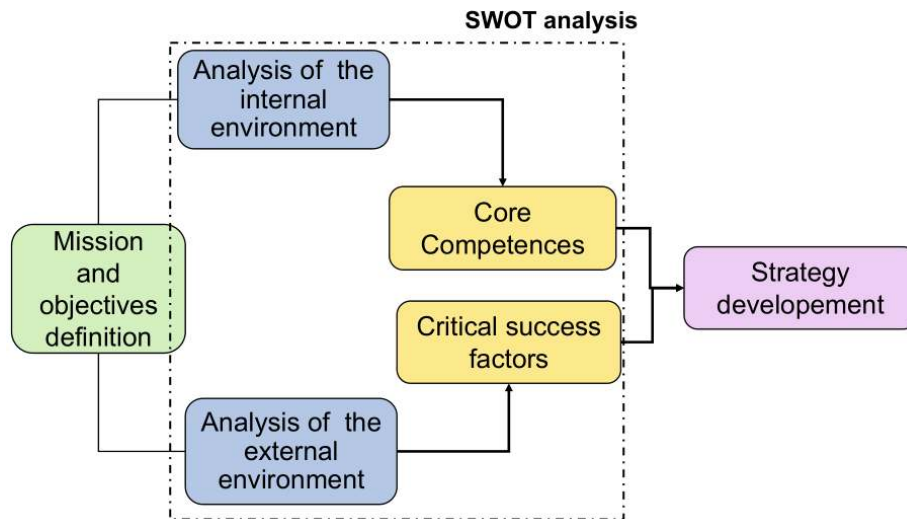 SWOT analysis
Analysis of the
internal
environment
Core
Competences
Mission
and
objectives
definition
Strategy
developement
Critical success
factors
Analysis of the
external
environment